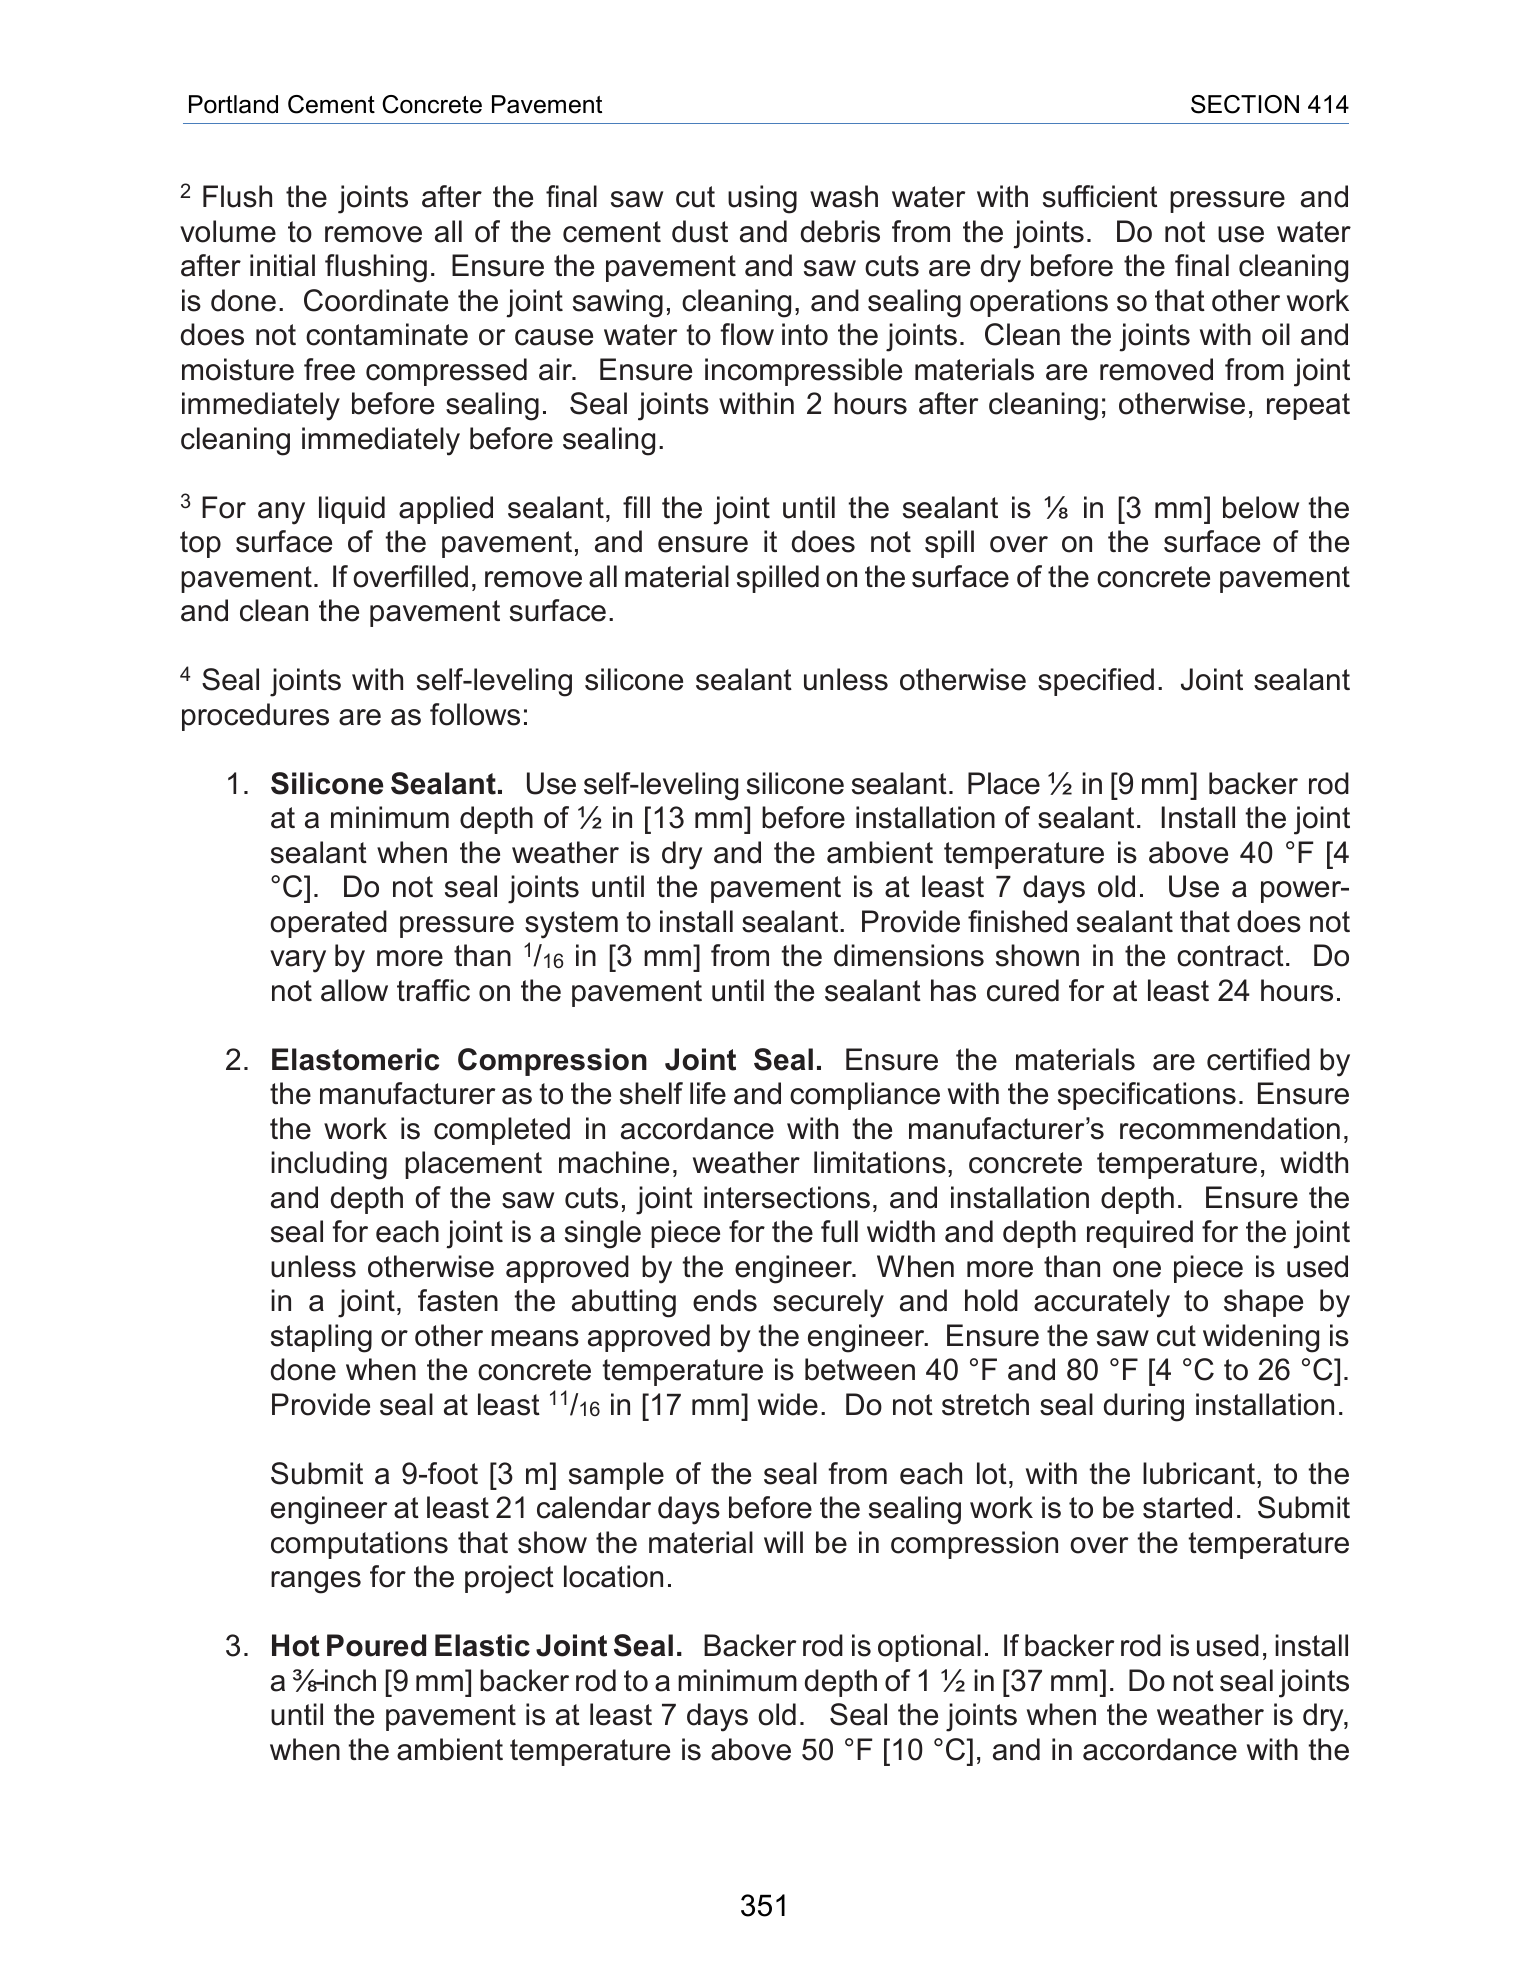 Portland Cement Concrete Pavement SECTION 414
2 Flush the joints after the final saw cut using wash water with sufficient pressure and
volume to remove all of the cement dust and debris from the joints. Do not use water
after initial flushing. Ensure the pavement and saw cuts are dry before the final cleaning
is done. Coordinate the joint sawing, cleaning, and sealing operations so that other work
does not contaminate or cause water to flow into the joints. Clean the joints with oil and
moisture free compressed air. Ensure incompressible materials are removed from joint
immediately before sealing. Seal joints within 2 hours after cleaning; otherwise, repeat
cleaning immediately before sealing.
3 For any liquid applied sealant, fill the joint until the sealant is ⅛ in [3 mm] below the
top surface of the pavement, and ensure it does not spill over on the surface of the
pavement. If overfilled, remove all material spilled on the surface of the concrete pavement
and clean the pavement surface.
4 Seal joints with self-leveling silicone sealant unless otherwise specified. Joint sealant
procedures are as follows:
1. Silicone Sealant. Use self-leveling silicone sealant. Place ½ in [9 mm] backer rod
at a minimum depth of ½ in [13 mm] before installation of sealant. Install the joint
sealant when the weather is dry and the ambient temperature is above 40 °F [4
°C]. Do not seal joints until the pavement is at least 7 days old. Use a power-
operated pressure system to install sealant. Provide finished sealant that does not
vary by more than 1/16 in [3 mm] from the dimensions shown in the contract. Do
not allow traffic on the pavement until the sealant has cured for at least 24 hours.
2. Elastomeric Compression Joint Seal. Ensure the materials are certified by
the manufacturer as to the shelf life and compliance with the specifications. Ensure
the work is completed in accordance with the manufacturer’s recommendation,
including placement machine, weather limitations, concrete temperature, width
and depth of the saw cuts, joint intersections, and installation depth. Ensure the
seal for each joint is a single piece for the full width and depth required for the joint
unless otherwise approved by the engineer. When more than one piece is used
in a joint, fasten the abutting ends securely and hold accurately to shape by
stapling or other means approved by the engineer. Ensure the saw cut widening is
done when the concrete temperature is between 40 °F and 80 °F [4 °C to 26 °C].
Provide seal at least 11/16 in [17 mm] wide. Do not stretch seal during installation.
Submit a 9-foot [3 m] sample of the seal from each lot, with the lubricant, to the
engineer at least 21 calendar days before the sealing work is to be started. Submit
computations that show the material will be in compression over the temperature
ranges for the project location.
3. Hot Poured Elastic Joint Seal. Backer rod is optional. If backer rod is used, install
a ⅜-inch [9 mm] backer rod to a minimum depth of 1 ½ in [37 mm]. Do not seal joints
until the pavement is at least 7 days old. Seal the joints when the weather is dry,
when the ambient temperature is above 50 °F [10 °C], and in accordance with the
351